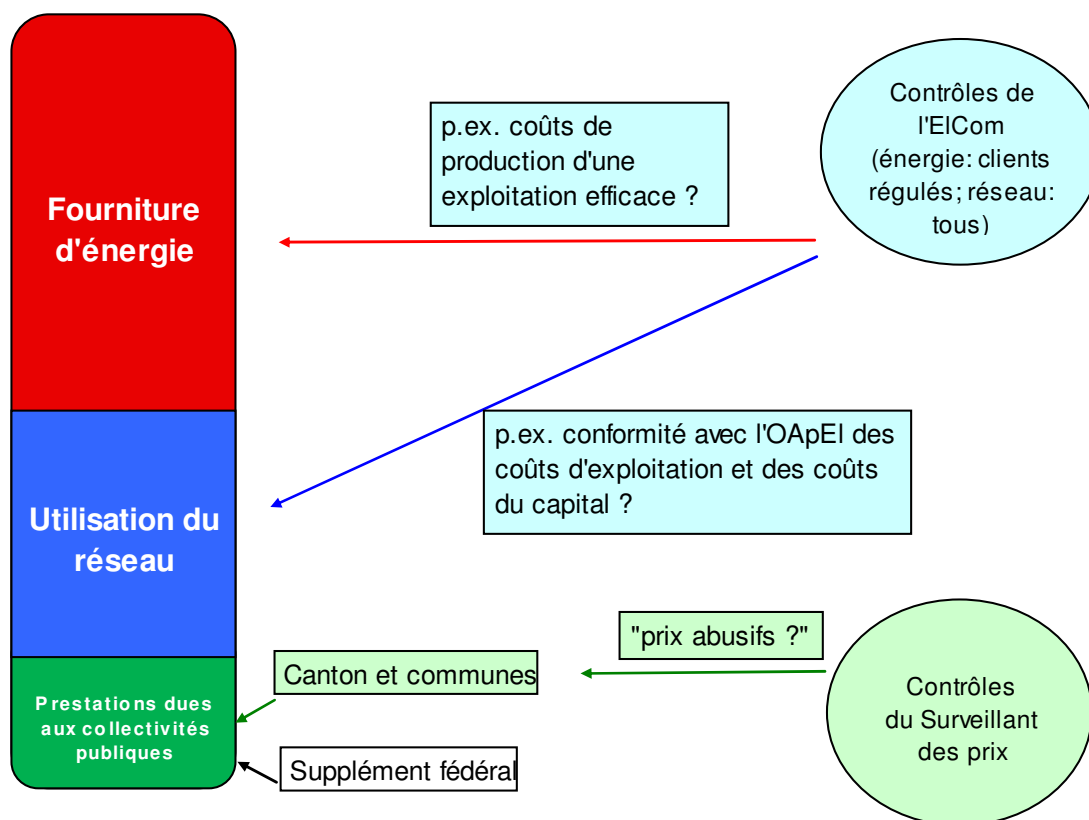 Fourniture
d'énergie
Utilisation du
réseau
Prestations dues
aux collectivités
publiques
p.ex. coûts de
production d'une
exploitation efficace ?
Contrôles de
l'ElCom
(énergie: clients
régulés; réseau:
tous)
p.ex. conformité avec l'OApEl des
coûts d'exploitation et des coûts
du capital ?
"prix abusifs ?"
Canton et communes
Supplément fédéral
Contrôles
du Surveillant
des prix